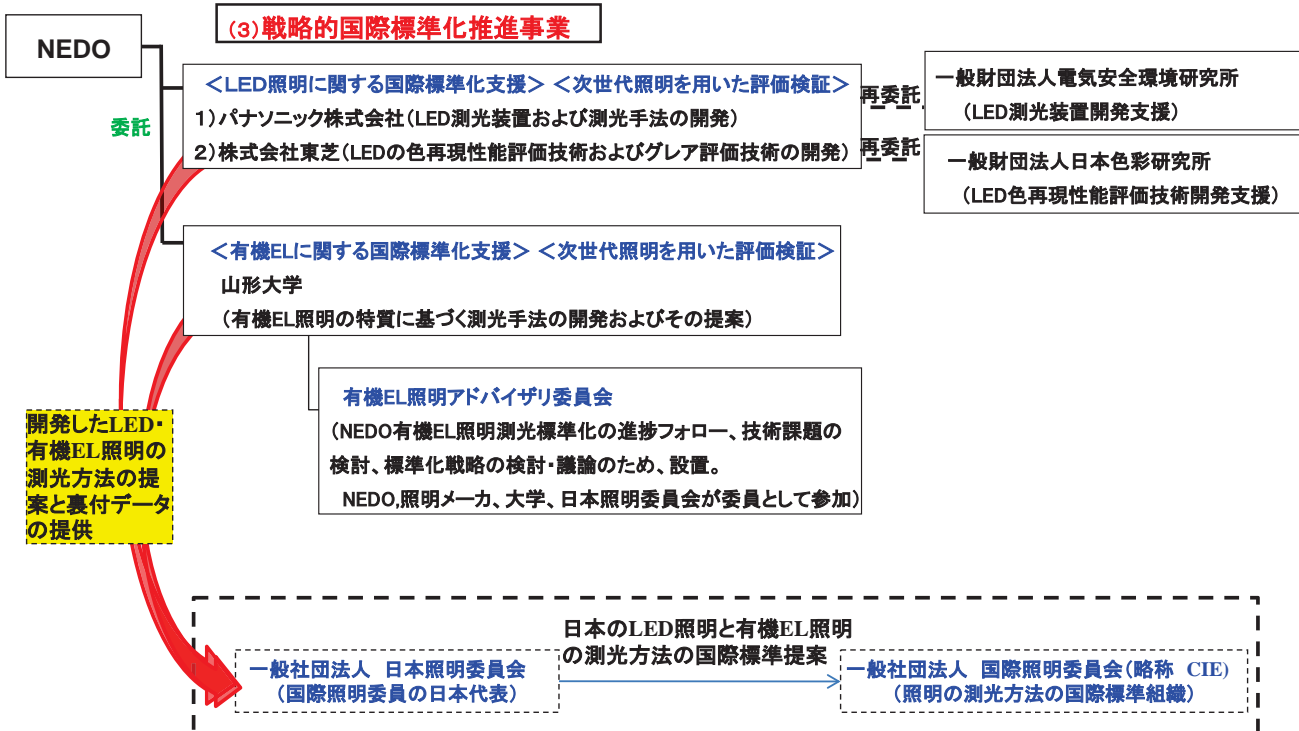 (3)戦略的国際標準化推進事業
NEDO
委託
＜LED照明に関する国際標準化支援＞ ＜次世代照明を用いた評価検証＞
1)パナソニック株式会社(LED測光装置および測光手法の開発)
2)株式会社東芝(LEDの色再現性能評価技術およびグレア評価技術の開発)
再委託
一般財団法人電気安全環境研究所
(LED測光装置開発支援)
再委託
一般財団法人日本色彩研究所
(LED色再現性能評価技術開発支援)
＜有機ELに関する国際標準化支援＞ ＜次世代照明を用いた評価検証＞
山形大学
(有機EL照明の特質に基づく測光手法の開発およびその提案)
有機EL照明アドバイザリ委員会
(NEDO有機EL照明測光標準化の進捗フォロー、技術課題の
検討、標準化戦略の検討・議論のため、設置。
NEDO,照明メーカ、大学、日本照明委員会が委員として参加)
開発したLED・
有機EL照明の
測光方法の提
案と裏付データ
の提供
日本のLED照明と有機EL照明
の測光方法の国際標準提案
一般社団法人 日本照明委員会
(国際照明委員の日本代表)
一般社団法人 国際照明委員会(略称 CIE)
(照明の測光方法の国際標準組織)